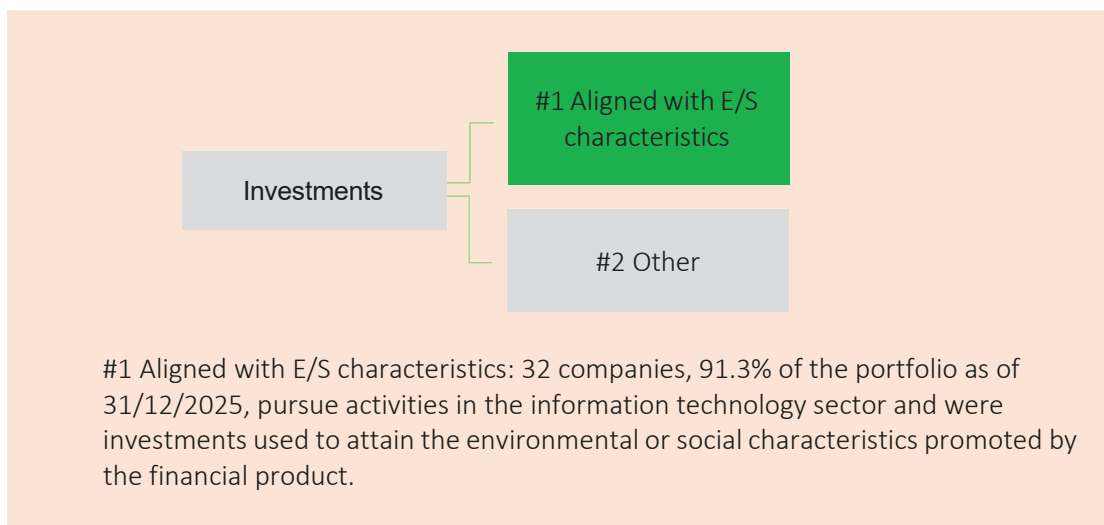 #1 Aligned with E/S
characteristics
Investments
#2 Other
#1 Aligned with E/S characteristics: 32 companies, 91.3% of the portfolio as of
31/12/2025, pursue activities in the information technology sector and were
investments used to attain the environmental or social characteristics promoted by
the financial product.